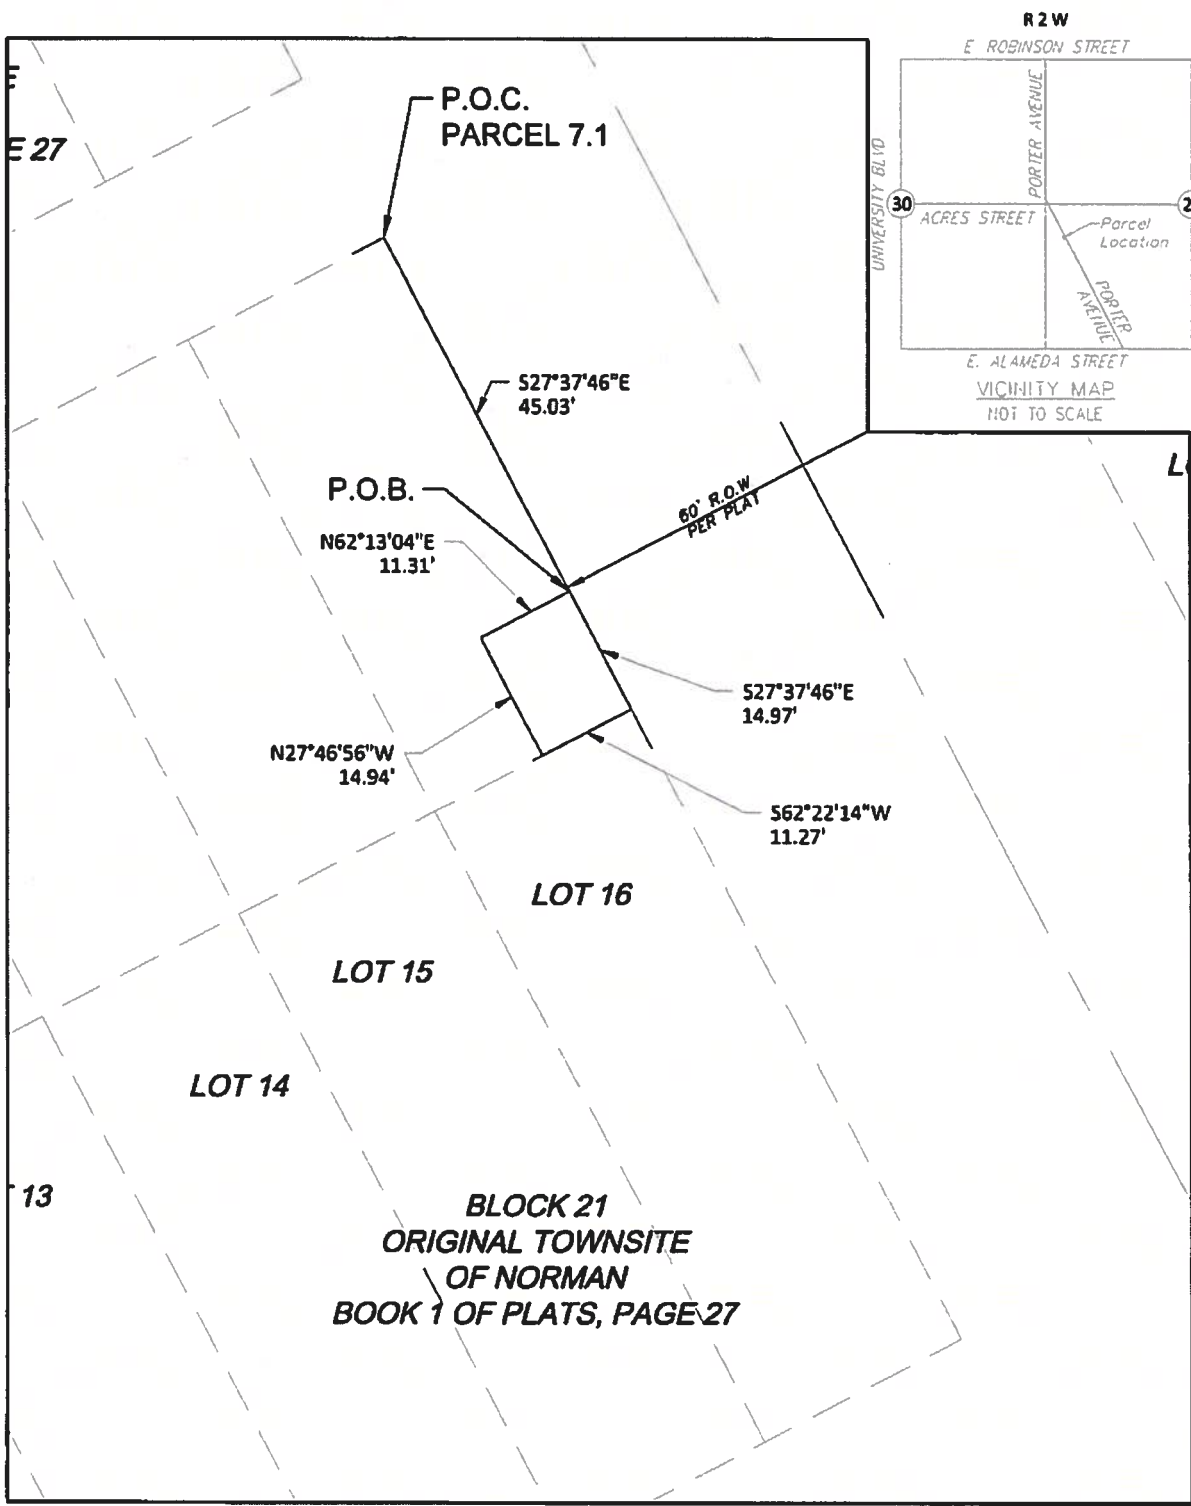 R 2 W
E. ROBINSON STREET
PORTER AVENUE
UNIVERSITY BLVD
30
ACRES STREET
2
Parcel
Location
PORTER
AVENUE
E. ALAMEDA STREET
VICINITY MAP
NOT TO SCALE
E
E 27
P.O.C.
PARCEL 7.1
S27°37'46"E
45.03'
L
P.O.B.
60' R.O.W
PER PLAT
N62°13'04"E
11.31'
S27°37'46"E
14.97'
N27°46'56"W
14.94'
S62°22'14"W
11.27'
LOT 16
LOT 15
LOT 14
13
BLOCK 21
ORIGINAL TOWNSITE
OF NORMAN
BOOK 1 OF PLATS, PAGE 27